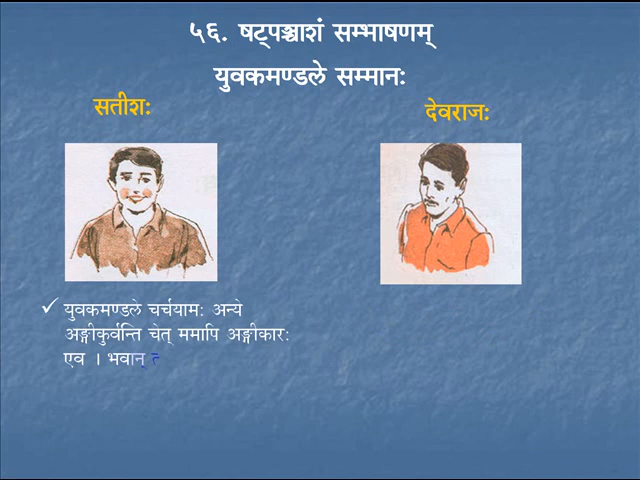 ५६. षट्पञ्चाशं सम्भाषणम्
युवकमण्डले सम्मानः
सतीशः
देवराजः
युवकमण्डले चर्चयामः अन्ये
अङ्गीकुर्वन्ति चेत् ममापि अङ्गीकारः
एव । भवान्